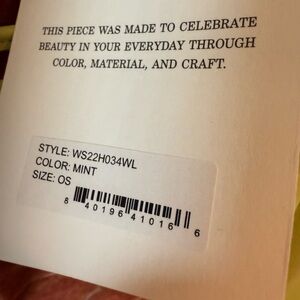 THIS PIECE WAS MADE TO CELEBRATE
BEAUTY IN YOUR EVERYDAY THROUGH
COLOR, MATERIAL, AND CRAFT.
STYLE: WS22H034WL
COLOR: MINT
SIZE: OS
8 40196 41016 6